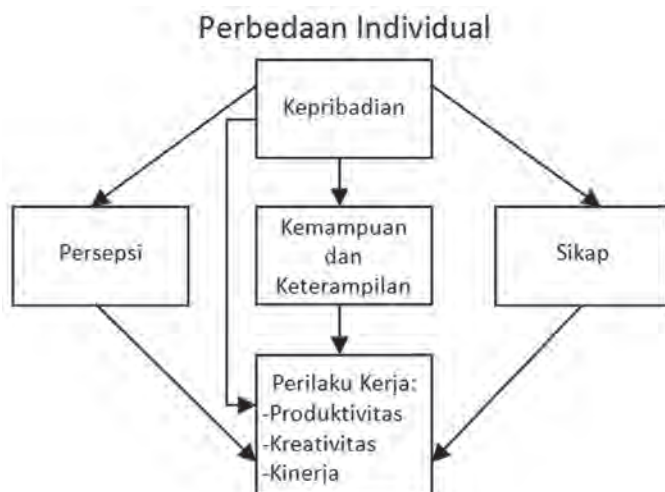 Perbedaan Individual
Kepribadian
Persepsi
Kemampuan
dan
Keterampilan
Sikap
Perilaku Kerja:
-Produktivitas
-Kreativitas
-Kinerja